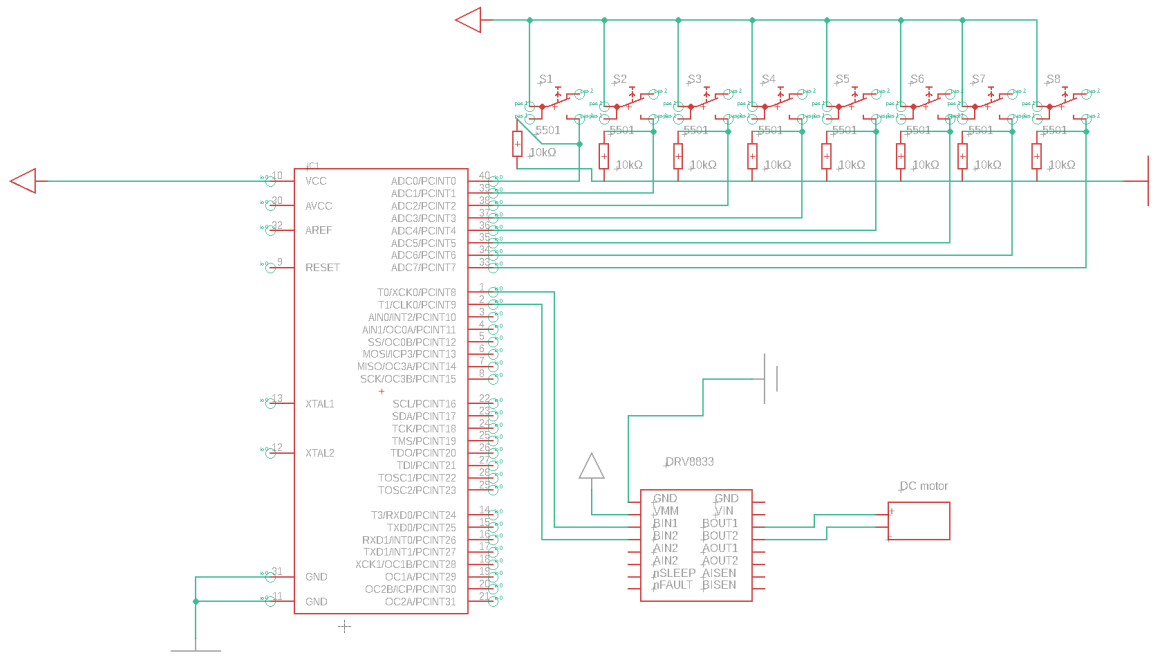 S1 S2 S3 S4 S5 S6 S7 S8
5501 5501 5501 5501 5501 5501 5501 5501
10kΩ 10kΩ 10kΩ 10kΩ 10kΩ 10kΩ 10kΩ 10kΩ
IC1
10 VCC ADC0/PCINT0 40
ADC1/PCINT1 39
30 AVCC ADC2/PCINT2 38
ADC3/PCINT3 37
32 AREF ADC4/PCINT4 36
ADC5/PCINT5 35
ADC6/PCINT6 34
9 RESET ADC7/PCINT7 33
T0/XCK0/PCINT8 1
T1/CLK0/PCINT9 2
AIN0/INT2/PCINT10 3
AIN1/OC0A/PCINT11 4
SS/OC0B/PCINT12 5
MOSI/ICP3/PCINT13 6
MISO/OC3A/PCINT14 7
SCK/OC3B/PCINT15 8
13 XTAL1 SCL/PCINT16 22
SDA/PCINT17 23
TCK/PCINT18 24
TMS/PCINT19 25
12 XTAL2 TDO/PCINT20 26
TDI/PCINT21 27
TOSC1/PCINT22 28
TOSC2/PCINT23 29
T3/RXD0/PCINT24 14
TXD0/PCINT25 15
RXD1/INT0/PCINT26 16
TXD1/INT1/PCINT27 17
XCK1/OC1B/PCINT28 18
31 GND OC1A/PCINT29 19
OC2B/ICP/PCINT30 20
11 GND OC2A/PCINT31 21
DRV8833
GND GND
VMM VIN
BIN1 BOUT1
BIN2 BOUT2
AIN2 AOUT1
AIN2 AOUT2
nSLEEP AISEN
nFAULT BISEN
DC motor
+
-